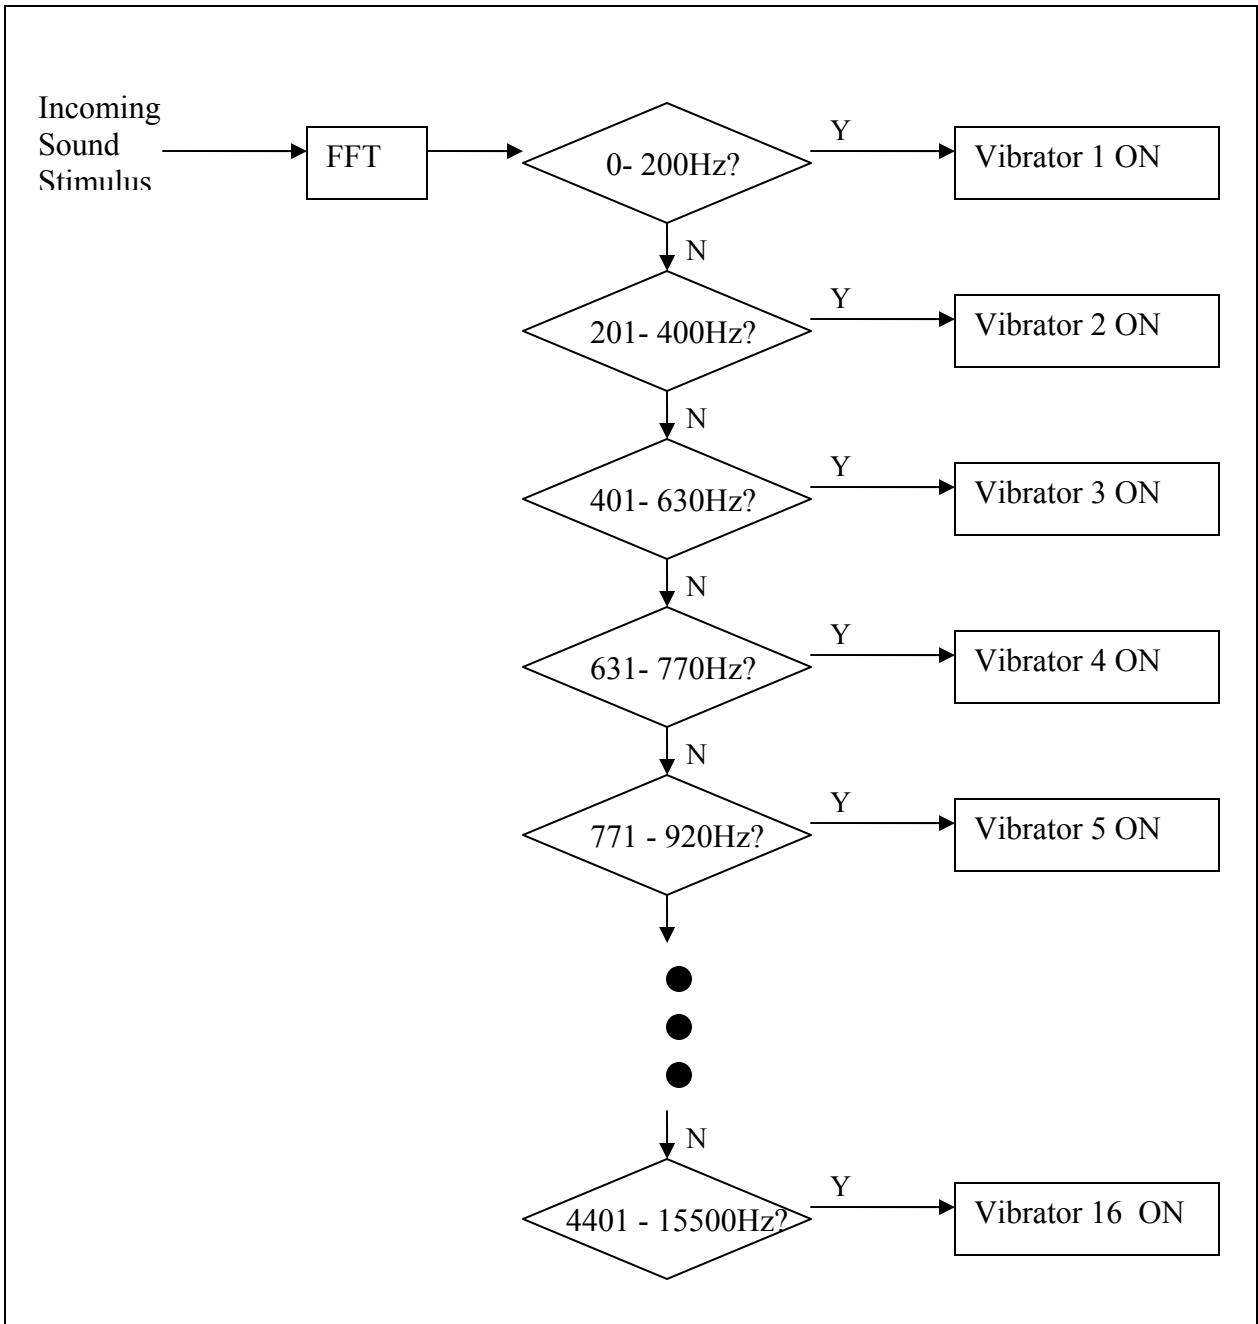 Incoming
Sound
Stimulus
FFT
0- 200Hz?
Y
Vibrator 1 ON
N
201- 400Hz?
Y
Vibrator 2 ON
N
401- 630Hz?
Y
Vibrator 3 ON
N
631- 770Hz?
Y
Vibrator 4 ON
N
771 - 920Hz?
Y
Vibrator 5 ON
N
4401 - 15500Hz?
Y
Vibrator 16  ON